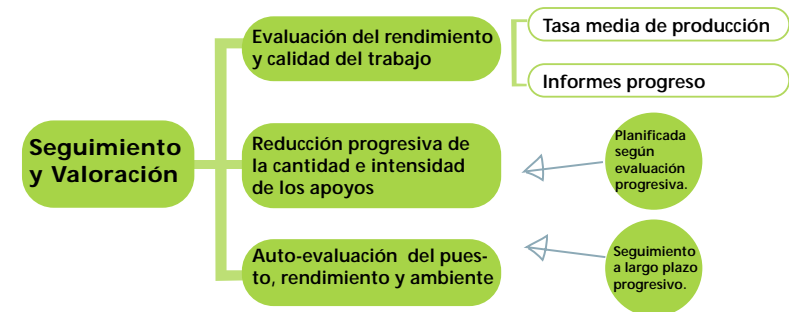 Seguimiento
y Valoración
Evaluación del rendimiento
y calidad del trabajo
Tasa media de producción
Informes progreso
Reducción progresiva de
la cantidad e intensidad
de los apoyos
Planificada
según
evaluación
progresiva.
Auto-evaluación del pues-
to, rendimiento y ambiente
Seguimiento
a largo plazo
progresivo.